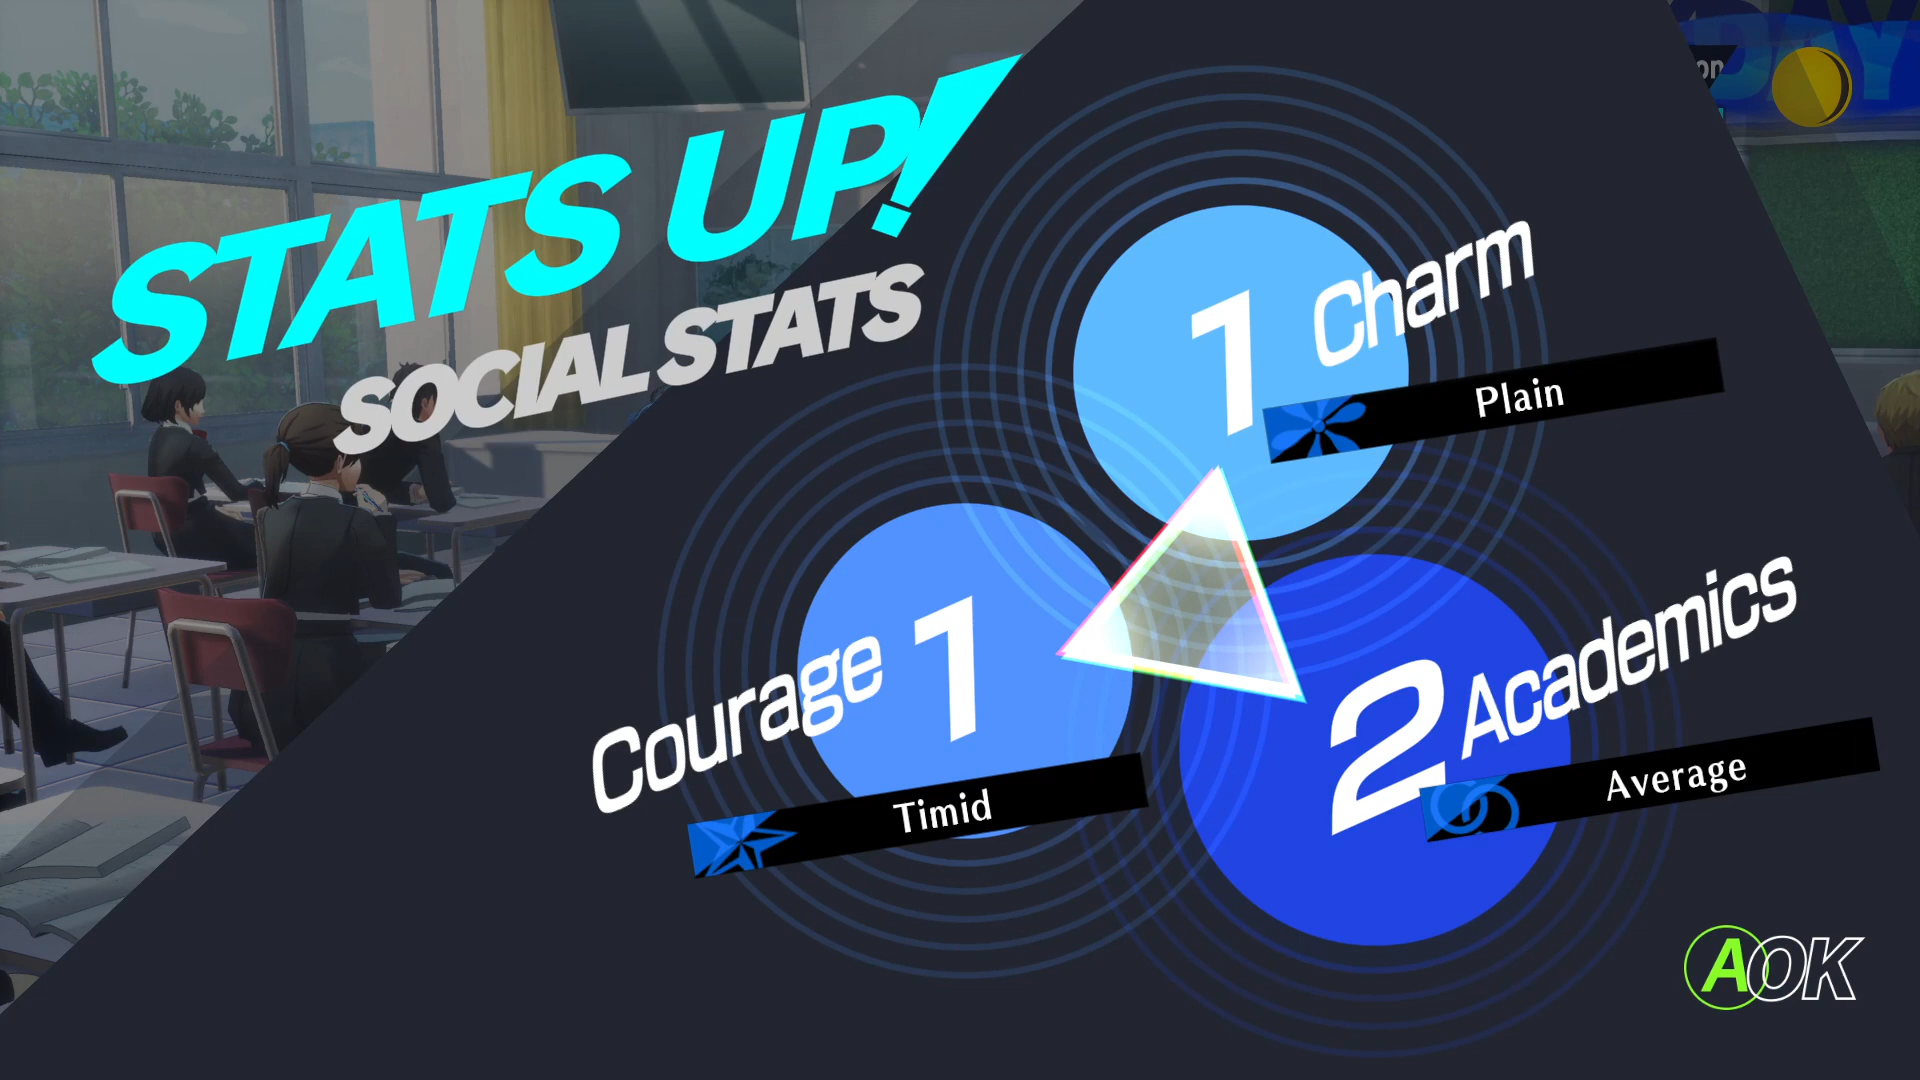 STATS UP!
SOCIAL STATS
1 Charm
Plain
Courage 1
Timid
2 Academics
Average
A OK